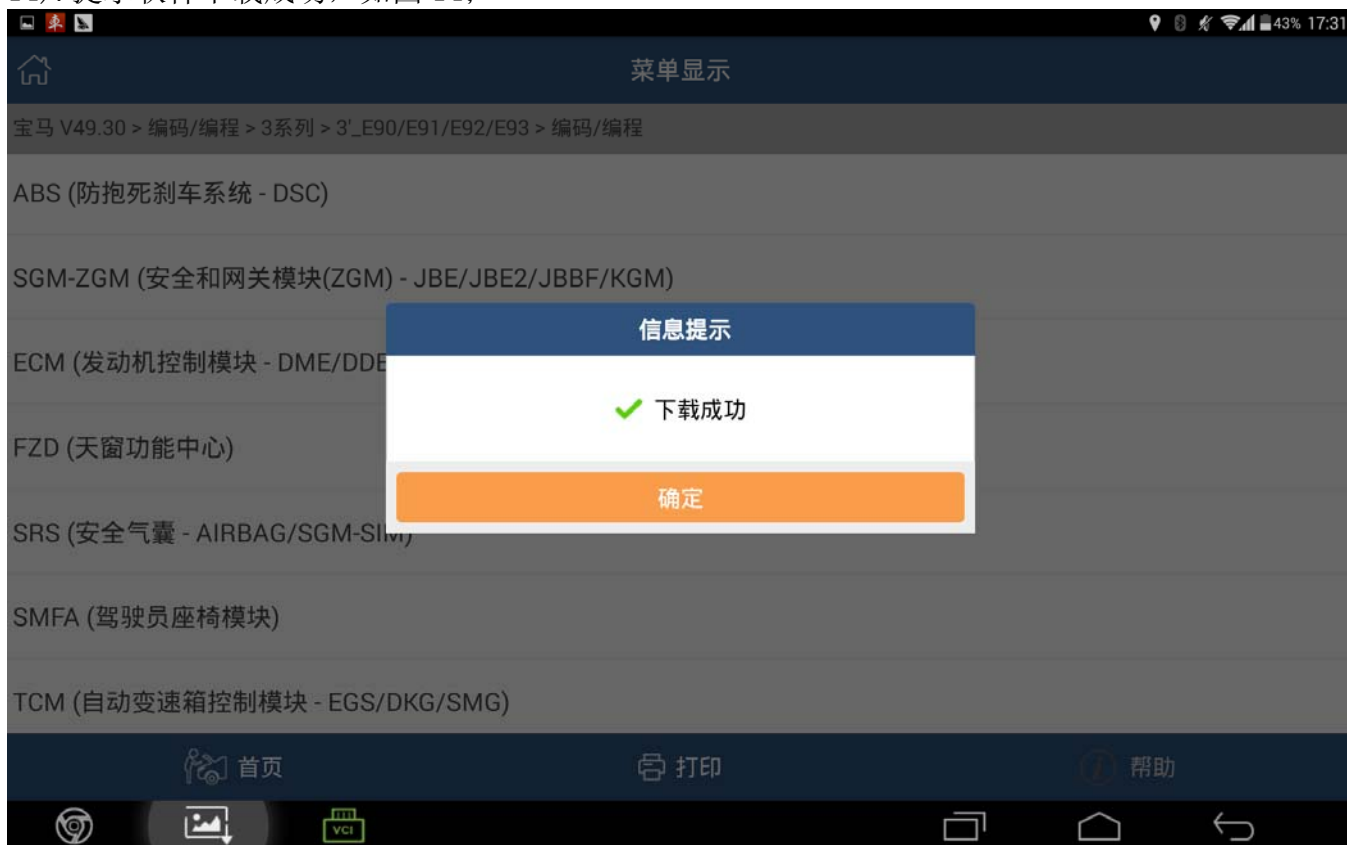 43% 17:31
菜单显示
宝马 V49.30 > 编码/编程 > 3系列 > 3'_E90/E91/E92/E93 > 编码/编程
ABS (防抱死刹车系统 - DSC)
SGM-ZGM (安全和网关模块(ZGM) - JBE/JBE2/JBBF/KGM)
信息提示
ECM (发动机控制模块 - DME/DDE
下载成功
FZD (天窗功能中心)
确定
SRS (安全气囊 - AIRBAG/SGM-SIM)
SMFA (驾驶员座椅模块)
TCM (自动变速箱控制模块 - EGS/DKG/SMG)
首页 打印 帮助
VCI